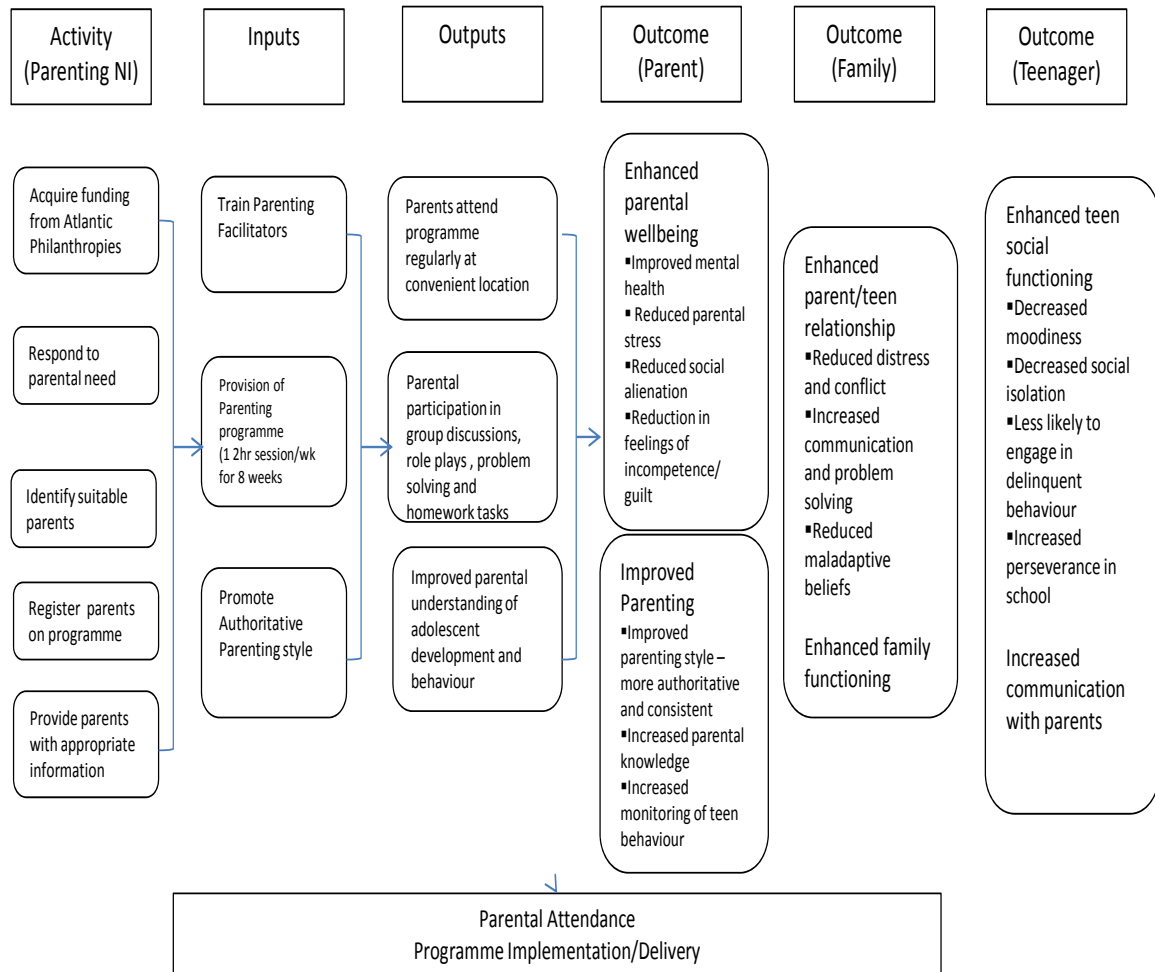 Activity
(Parenting NI)
Inputs
Outputs
Outcome
(Parent)
Outcome
(Family)
Outcome
(Teenager)
Acquire funding
from Atlantic
Philanthropies
Respond to
parental need
Identify suitable
parents
Register parents
on programme
Provide parents
with appropriate
information
Train Parenting
Facilitators
Provision of
Parenting
programme
(1 2hr session/wk
for 8 weeks
Promote
Authoritative
Parenting style
Parents attend
programme
regularly at
convenient location
Parental
participation in
group discussions,
role plays , problem
solving and
homework tasks
Improved parental
understanding of
adolescent
development and
behaviour
Enhanced
parental
wellbeing
▪Improved mental
health
▪ Reduced parental
stress
▪Reduced social
alienation
▪Reduction in
feelings of
incompetence/
guilt
Improved
Parenting
▪Improved
parenting style –
more authoritative
and consistent
▪Increased parental
knowledge
▪Increased
monitoring of teen
behaviour
Enhanced
parent/teen
relationship
▪Reduced distress
and conflict
▪Increased
communication
and problem
solving
▪Reduced
maladaptive
beliefs
Enhanced family
functioning
Enhanced teen
social
functioning
▪Decreased
moodiness
▪Decreased social
isolation
▪Less likely to
engage in
delinquent
behaviour
▪Increased
perseverance in
school
Increased
communication
with parents
Parental Attendance
Programme Implementation/Delivery